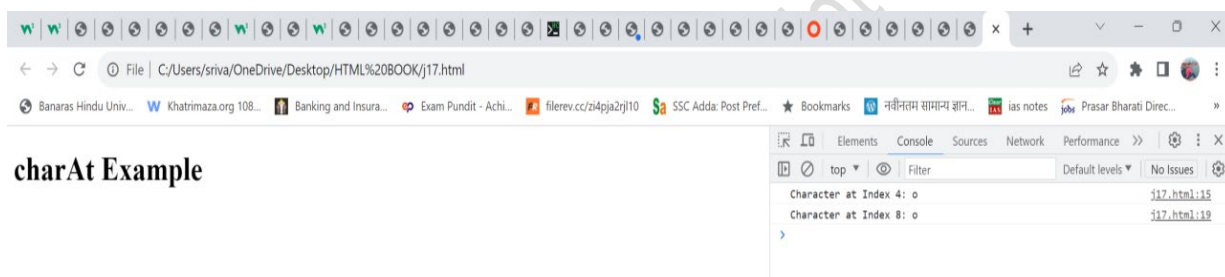 File | C:/Users/sriva/OneDrive/Desktop/HTML%20BOOK/j17.html
Banaras Hindu Univ... Khatrimaza.org 108... Banking and Insura... Exam Pundit - Achi... filerev.cc/zi4pja2rjl10 SSC Adda: Post Pref... Bookmarks नवीनतम सामान्य ज्ञान... ias notes Prasar Bharati Direc... »
Elements Console Sources Network Performance »
top ▼ Filter Default levels ▼ No Issues
charAt Example
Character at Index 4: o j17.html:15
Character at Index 8: o j17.html:19